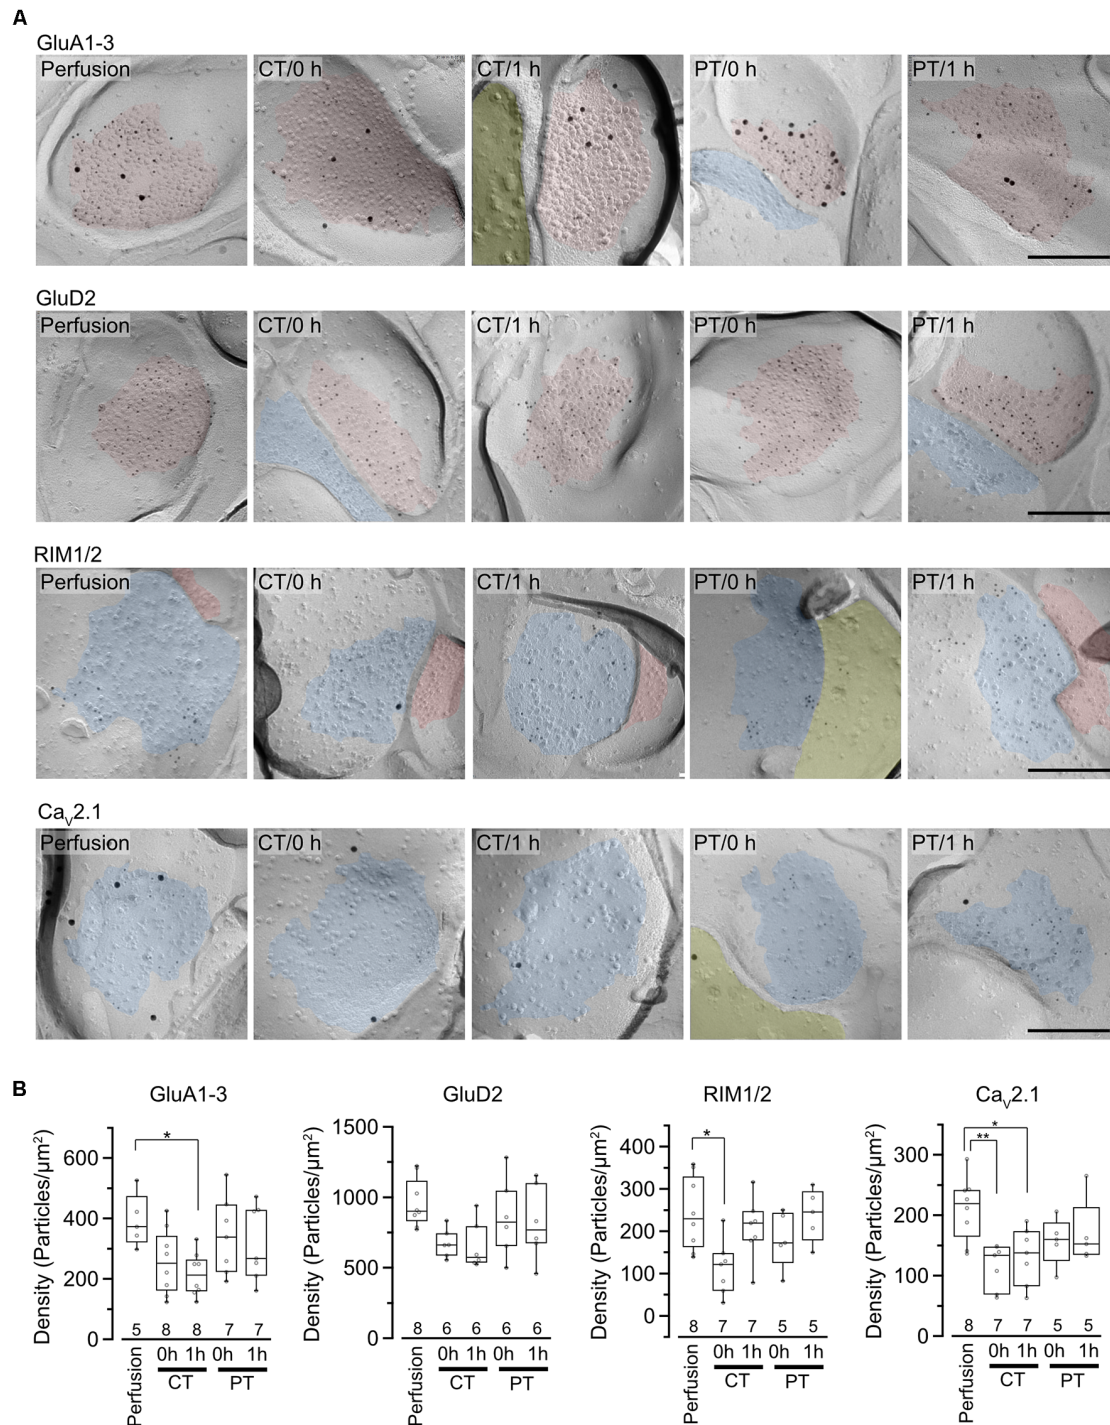 A
GluA1-3
Perfusion CT/0 h CT/1 h PT/0 h PT/1 h
GluD2
Perfusion CT/0 h CT/1 h PT/0 h PT/1 h
RIM1/2
Perfusion CT/0 h CT/1 h PT/0 h PT/1 h
CaV2.1
Perfusion CT/0 h CT/1 h PT/0 h PT/1 h
B
GluA1-3
Density (Particles/µm²)
600
400
200
0
*
5 8 8 7 7
Perfusion 0h 1h 0h 1h
CT PT
GluD2
Density (Particles/µm²)
1500
1000
500
0
8 6 6 6 6
Perfusion 0h 1h 0h 1h
CT PT
RIM1/2
Density (Particles/µm²)
400
300
200
100
0
*
8 7 7 5 5
Perfusion 0h 1h 0h 1h
CT PT
CaV2.1
Density (Particles/µm²)
300
200
100
0
*
**
8 7 7 5 5
Perfusion 0h 1h 0h 1h
CT PT